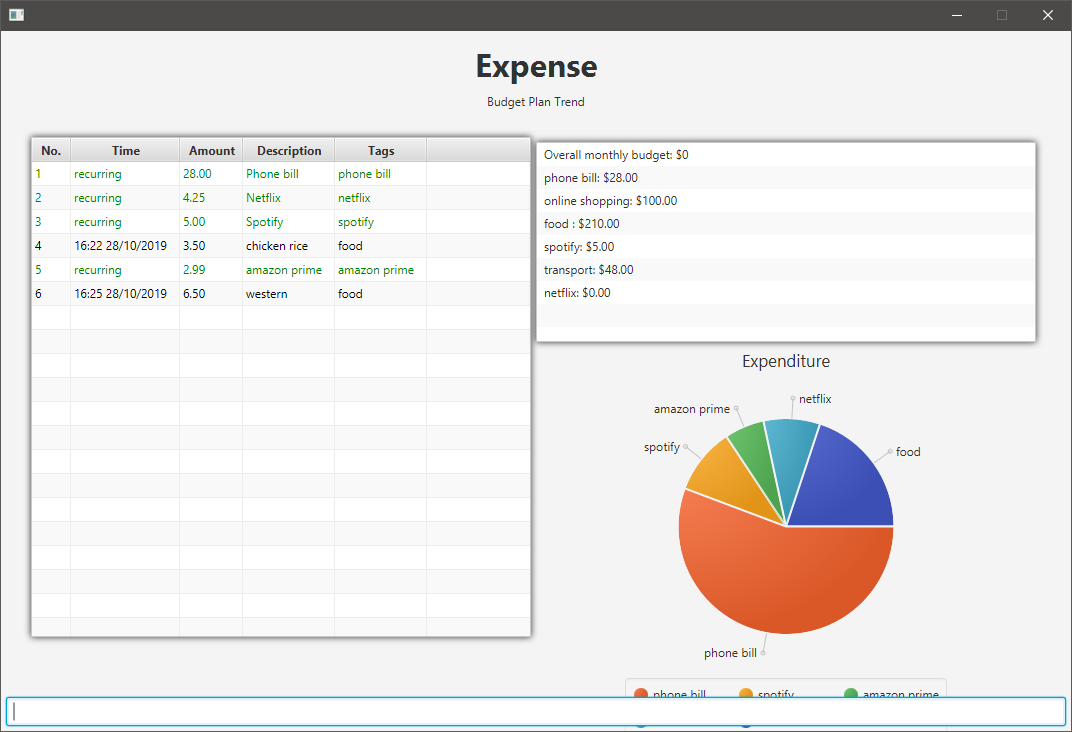 Expense
Budget Plan Trend
No. Time Amount Description Tags
1 recurring 28.00 Phone bill phone bill
2 recurring 4.25 Netflix netflix
3 recurring 5.00 Spotify spotify
4 16:22 28/10/2019 3.50 chicken rice food
5 recurring 2.99 amazon prime amazon prime
6 16:25 28/10/2019 6.50 western food
Overall monthly budget: $0
phone bill: $28.00
online shopping: $100.00
food : $210.00
spotify: $5.00
transport: $48.00
netflix: $0.00
Expenditure
netflix
amazon prime
spotify
food
phone bill
phone bill spotify amazon prime